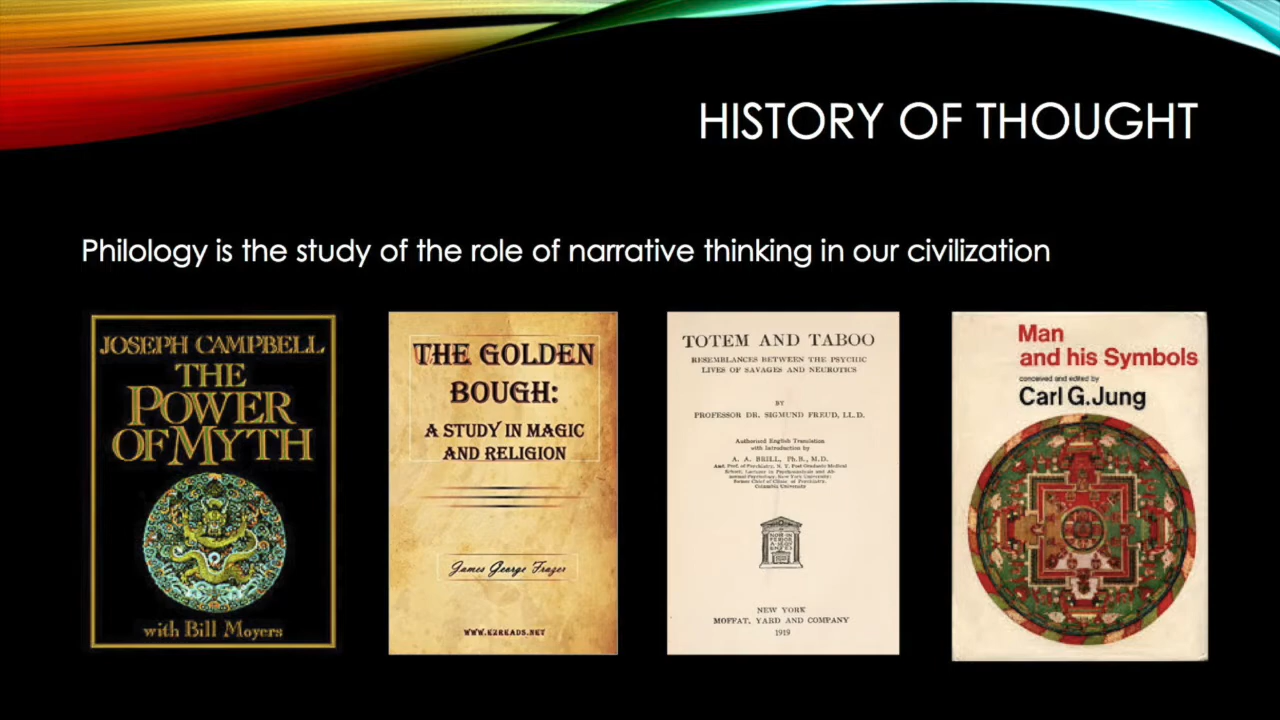 HISTORY OF THOUGHT
Philology is the study of the role of narrative thinking in our civilization
JOSEPH CAMPBELL
THE
POWER
OF MYTH
with Bill Moyers
THE GOLDEN
BOUGH:
A STUDY IN MAGIC
AND RELIGION
James George Frazer
WWW.EZREADS.NET
TOTEM AND TABOO
RESEMBLANCES BETWEEN THE PSYCHIC
LIVES OF SAVAGES AND NEUROTICS
BY
PROFESSOR DR. SIGMUND FREUD, LL.D.
Authorized English Translation
with Introduction by
A. A. BRILL, Ph.B., M.D.
Columbia University
NEW YORK
MOFFAT, YARD AND COMPANY
1919
Man
and his Symbols
conceived and edited by
Carl G. Jung